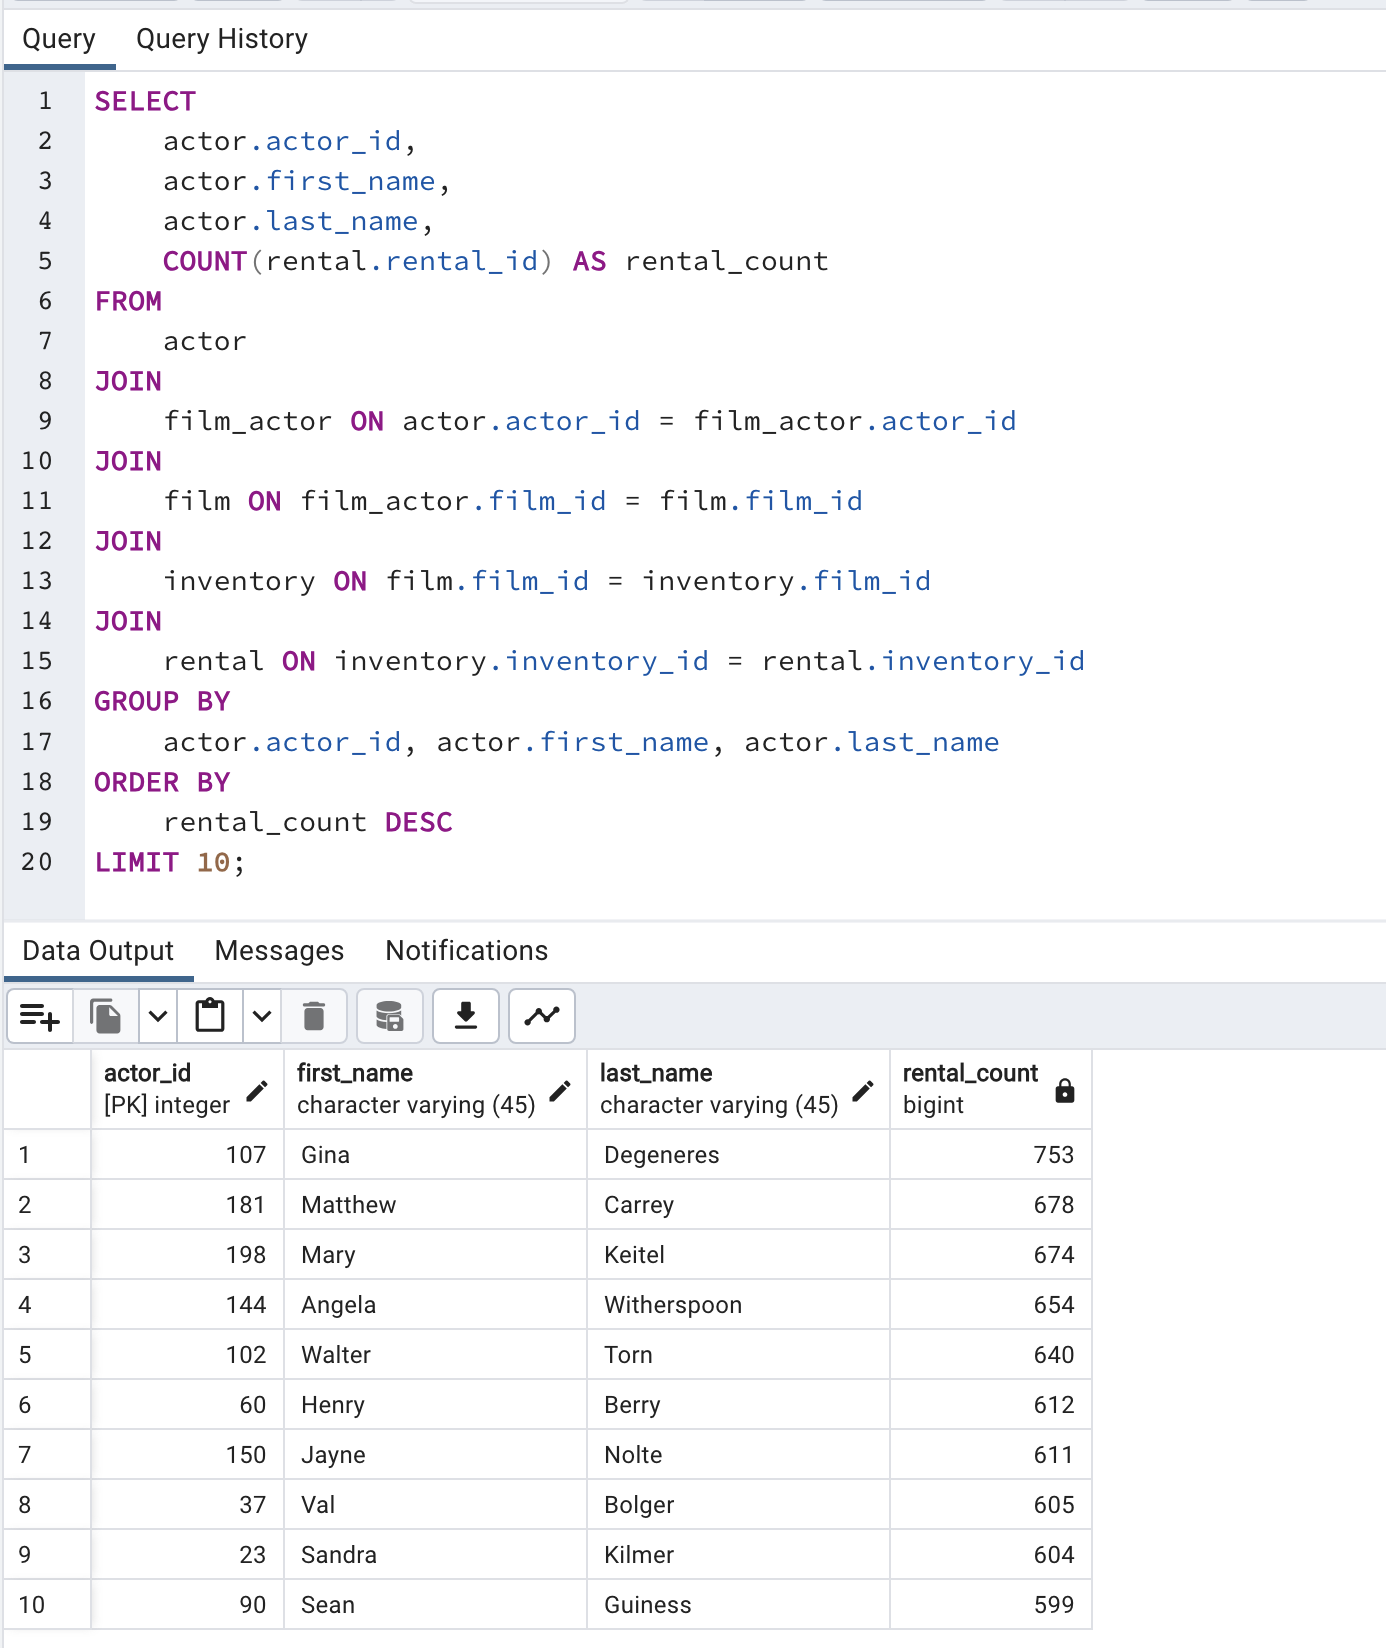 Query Query History
1 SELECT
2 actor.actor_id,
3 actor.first_name,
4 actor.last_name,
5 COUNT(rental.rental_id) AS rental_count
6 FROM
7 actor
8 JOIN
9 film_actor ON actor.actor_id = film_actor.actor_id
10 JOIN
11 film ON film_actor.film_id = film.film_id
12 JOIN
13 inventory ON film.film_id = inventory.film_id
14 JOIN
15 rental ON inventory.inventory_id = rental.inventory_id
16 GROUP BY
17 actor.actor_id, actor.first_name, actor.last_name
18 ORDER BY
19 rental_count DESC
20 LIMIT 10;
Data Output Messages Notifications
actor_id first_name last_name rental_count
[PK] integer character varying (45) character varying (45) bigint
1 107 Gina Degeneres 753
2 181 Matthew Carrey 678
3 198 Mary Keitel 674
4 144 Angela Witherspoon 654
5 102 Walter Torn 640
6 60 Henry Berry 612
7 150 Jayne Nolte 611
8 37 Val Bolger 605
9 23 Sandra Kilmer 604
10 90 Sean Guiness 599